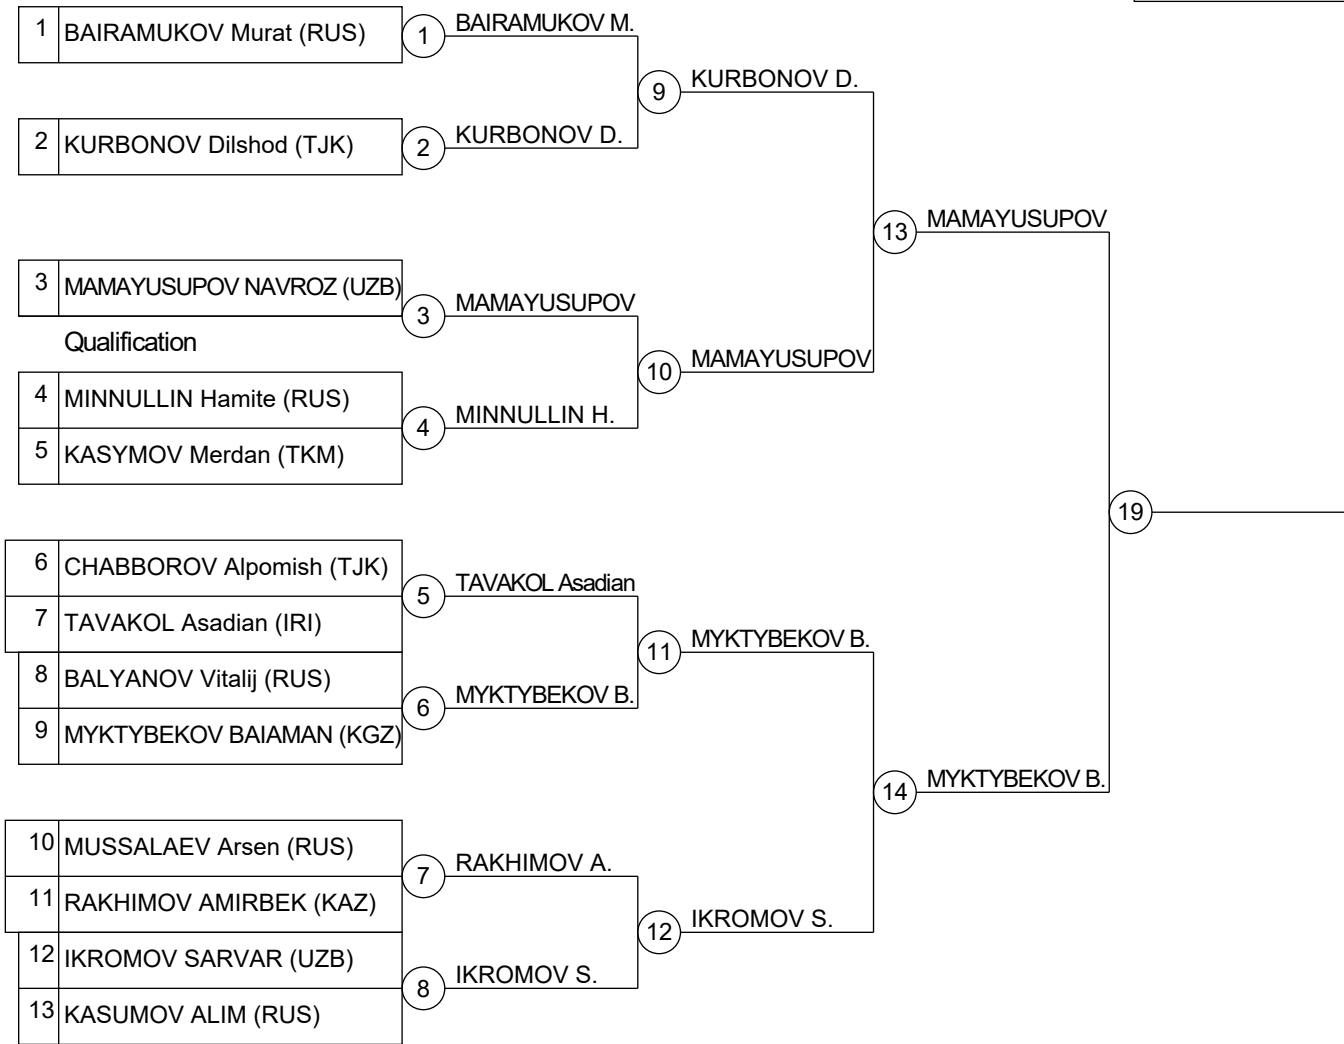 1 BAIRAMUKOV Murat (RUS) 1 BAIRAMUKOV M.
9 KURBONOV D.
2 KURBONOV Dilshod (TJK) 2 KURBONOV D.
13 MAMAYUSUPOV
3 MAMAYUSUPOV NAVROZ (UZB) 3 MAMAYUSUPOV
Qualification
10 MAMAYUSUPOV
4 MINNULLIN Hamite (RUS)
4 MINNULLIN H.
5 KASYMOV Merdan (TKM)
19
6 CHABBOROV Alpomish (TJK)
5 TAVAKOL Asadian
7 TAVAKOL Asadian (IRI)
11 MYKTYBEKOV B.
8 BALYANOV Vitalij (RUS)
6 MYKTYBEKOV B.
9 MYKTYBEKOV BAIAMAN (KGZ)
14 MYKTYBEKOV B.
10 MUSSALAEV Arsen (RUS)
7 RAKHIMOV A.
11 RAKHIMOV AMIRBEK (KAZ)
12 IKROMOV S.
12 IKROMOV SARVAR (UZB)
8 IKROMOV S.
13 KASUMOV ALIM (RUS)